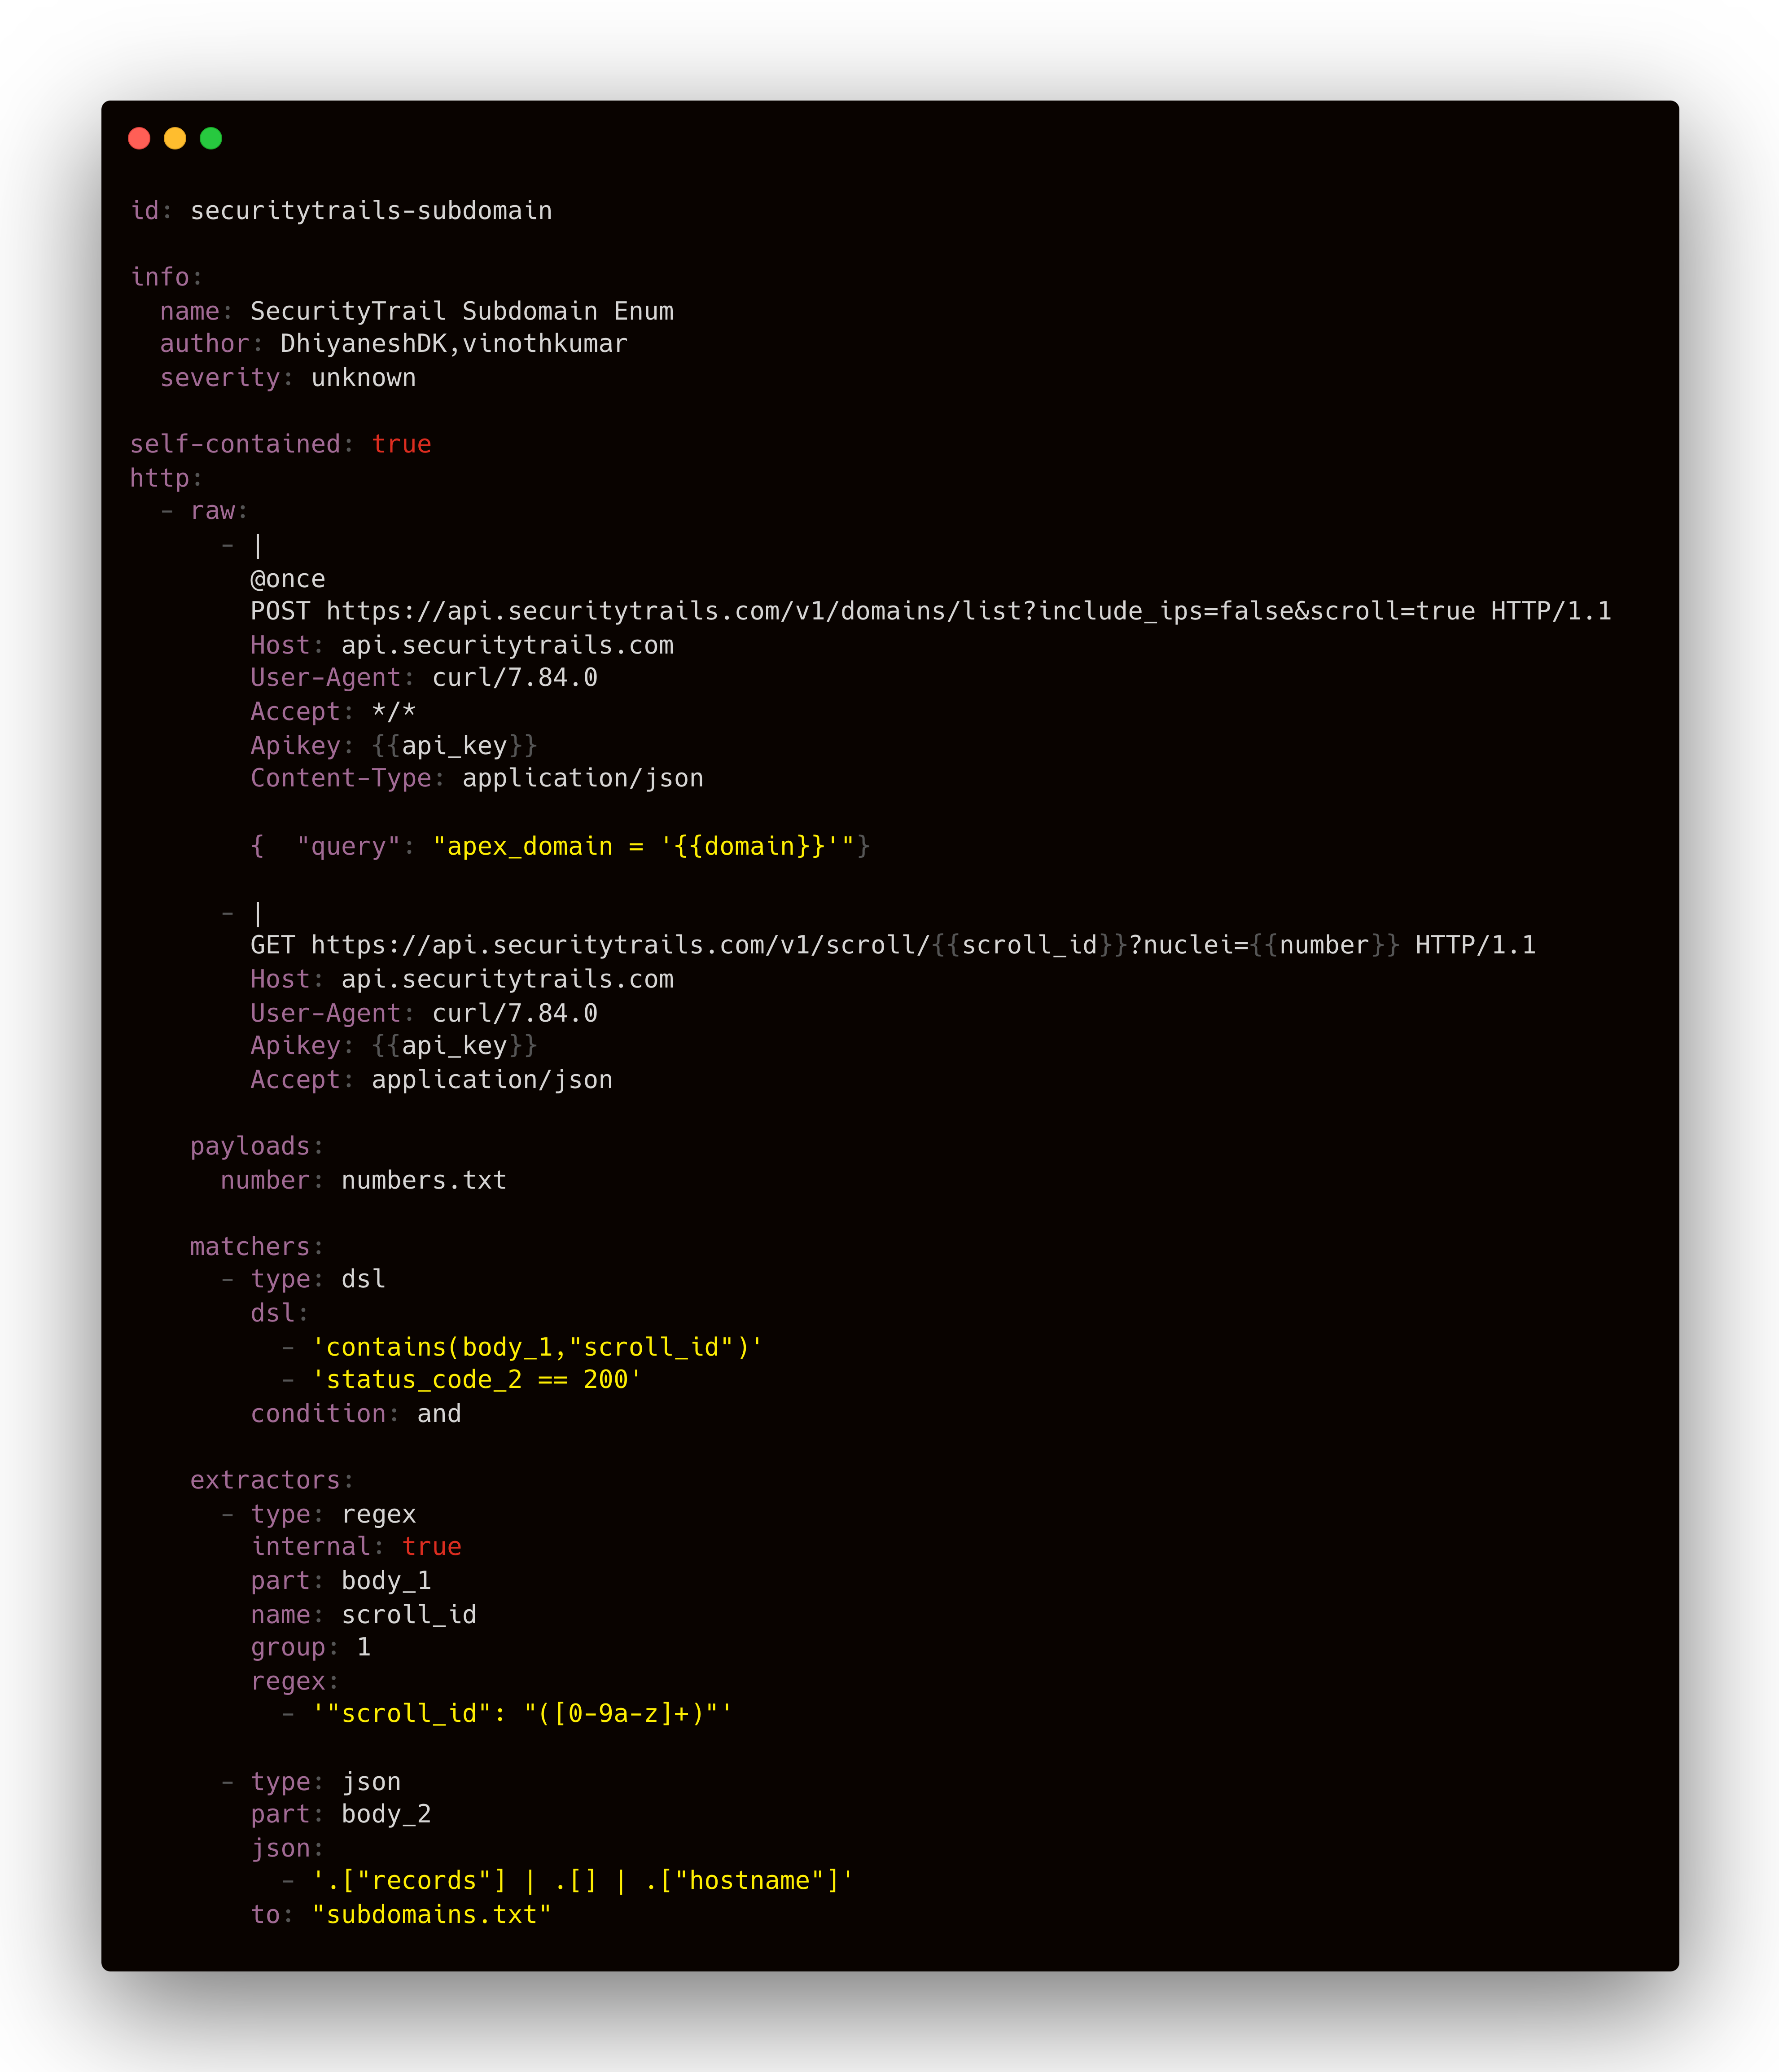 id: securitytrails-subdomain

info:
  name: SecurityTrail Subdomain Enum
  author: DhiyaneshDK,vinothkumar
  severity: unknown

self-contained: true
http:
  - raw:
      - |
        @once
        POST https://api.securitytrails.com/v1/domains/list?include_ips=false&scroll=true HTTP/1.1
        Host: api.securitytrails.com
        User-Agent: curl/7.84.0
        Accept: */*
        Apikey: {{api_key}}
        Content-Type: application/json

        {  "query": "apex_domain = '{{domain}}'"}

      - |
        GET https://api.securitytrails.com/v1/scroll/{{scroll_id}}?nuclei={{number}} HTTP/1.1
        Host: api.securitytrails.com
        User-Agent: curl/7.84.0
        Apikey: {{api_key}}
        Accept: application/json

    payloads:
      number: numbers.txt

    matchers:
      - type: dsl
        dsl:
          - 'contains(body_1,"scroll_id")'
          - 'status_code_2 == 200'
        condition: and

    extractors:
      - type: regex
        internal: true
        part: body_1
        name: scroll_id
        group: 1
        regex:
          - '"scroll_id": "([0-9a-z]+)"'

      - type: json
        part: body_2
        json:
          - '.["records"] | .[] | .["hostname"]'
        to: "subdomains.txt"